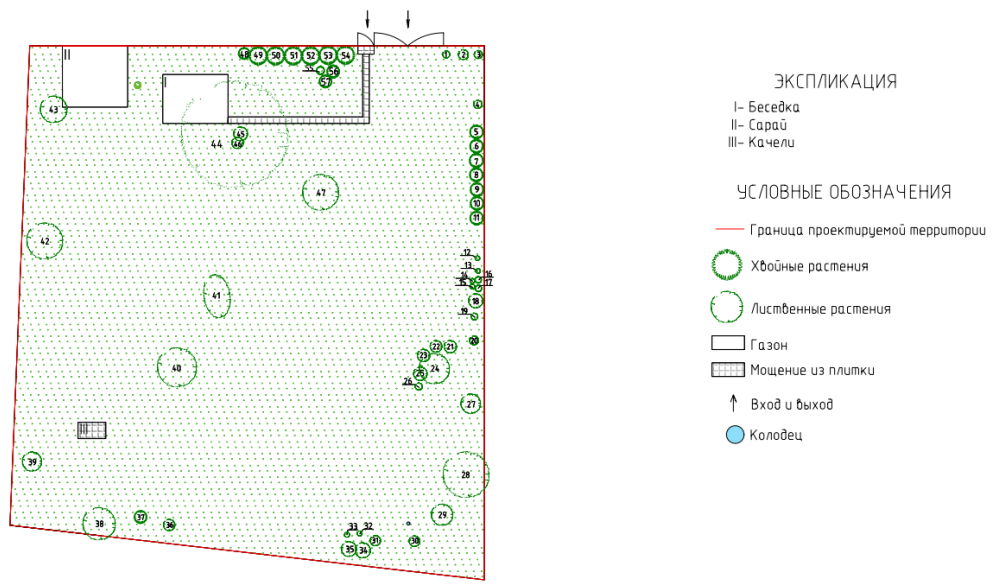 48 49 50 51 52 53 54 1 2 3
II
55 56
I 57
43 4
44 45 5
46 6
7
8
47 9
10
11
42
12
13
14 16
15 17
41 18
19
20
23 22 21
40 24
25
26
27
III
39
28
38 37 36 29
33 32
35 34 31 30
ЭКСПЛИКАЦИЯ
I- Беседка
II- Сарай
III- Качели
УСЛОВНЫЕ ОБОЗНАЧЕНИЯ
Граница проектируемой территории
Хвойные растения
Лиственные растения
Газон
Мощение из плитки
Вход и выход
Колодец